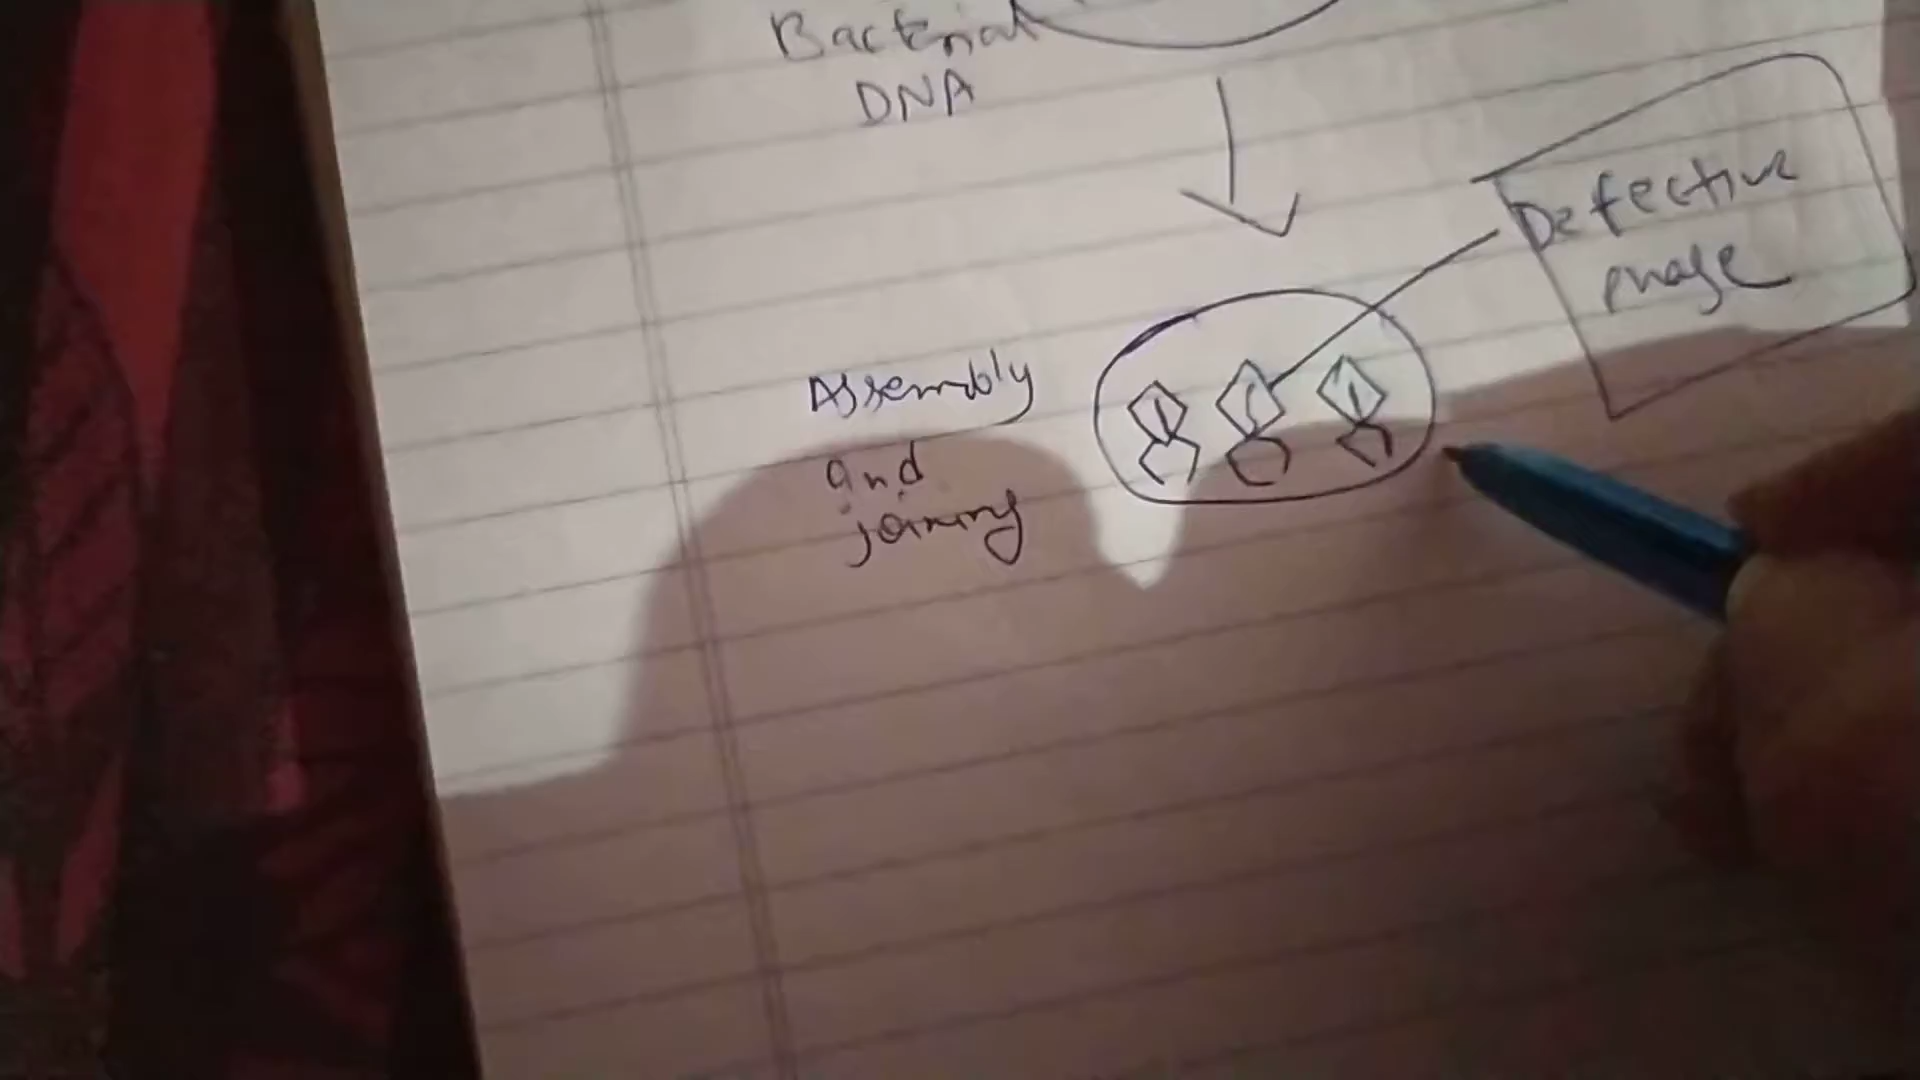 Bacterial
DNA
Defective
phage
Assembly
and
joining